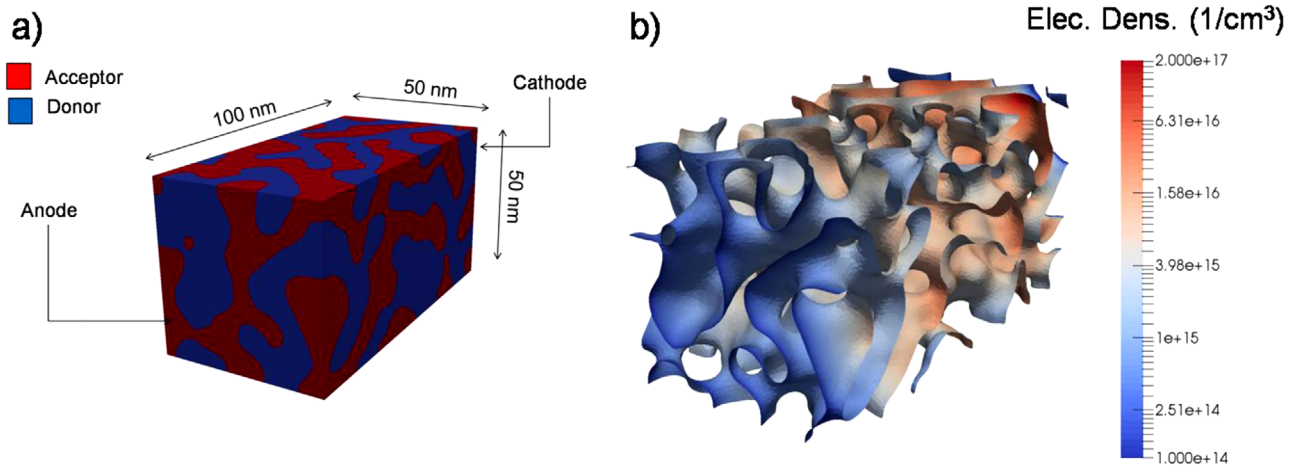 a)
Acceptor
Donor
100 nm
50 nm
Cathode
50 nm
Anode
b)
Elec. Dens. (1/cm³)
2.000e+17
6.31e+16
1.58e+16
3.98e+15
1e+15
2.51e+14
1.000e+14